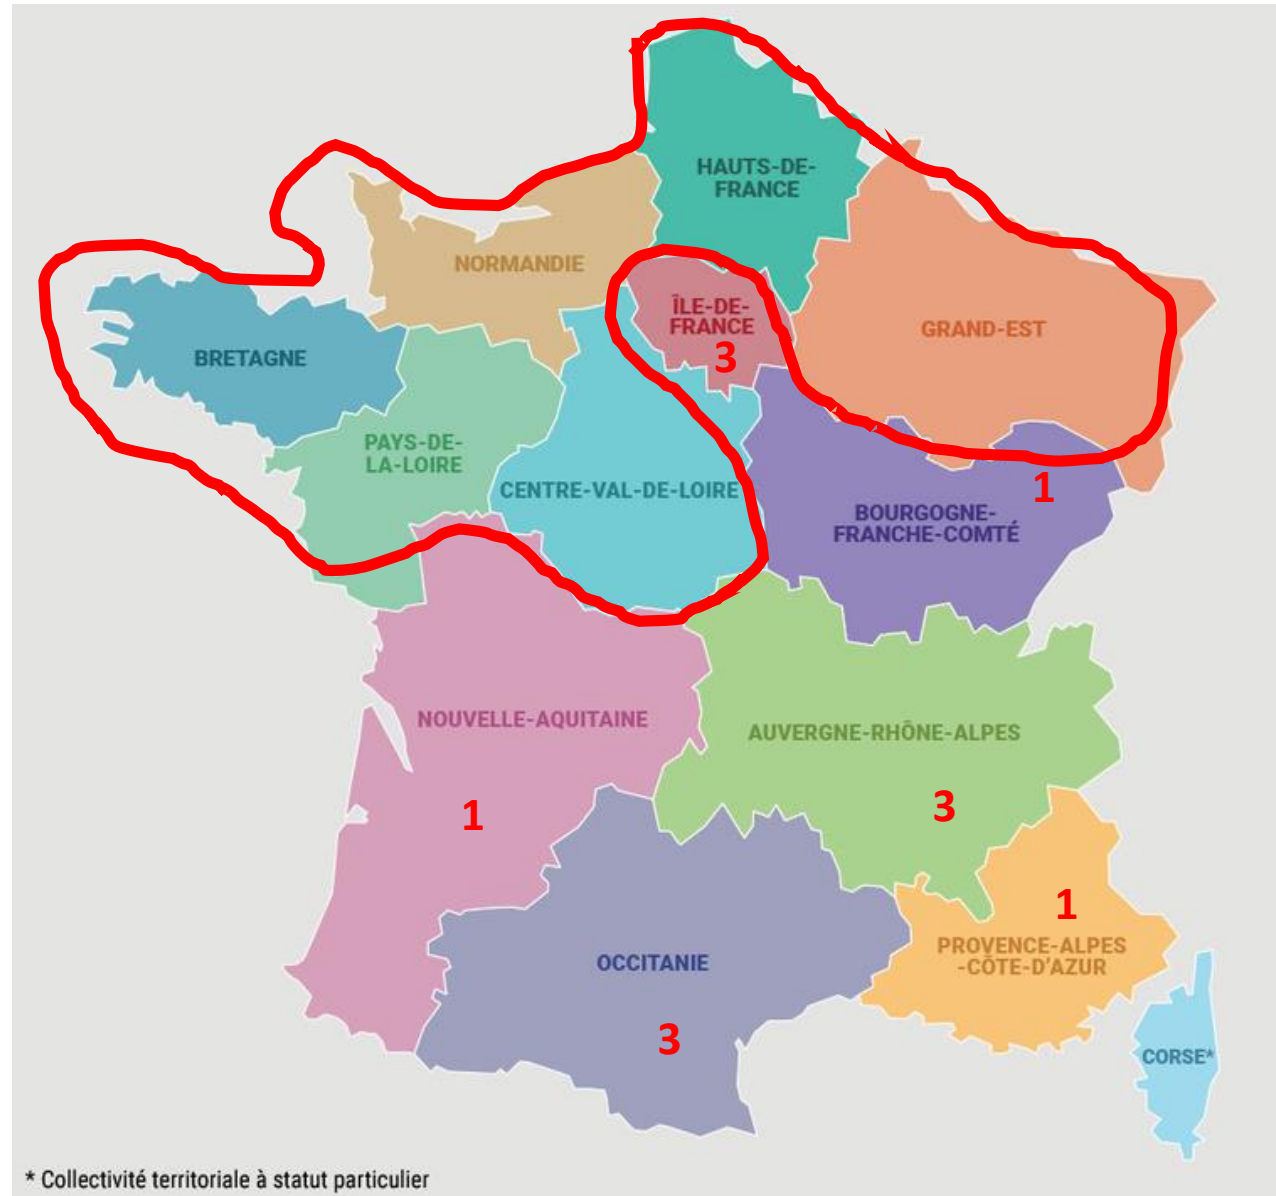 HAUTS-DE-
FRANCE
NORMANDIE
ÎLE-DE-
FRANCE
3
GRAND-EST
BRETAGNE
PAYS-DE-
LA-LOIRE
CENTRE-VAL-DE-LOIRE
1
BOURGOGNE-
FRANCHE-COMTÉ
NOUVELLE-AQUITAINE
1
AUVERGNE-RHÔNE-ALPES
3
1
PROVENCE-ALPES
-CÔTE-D'AZUR
OCCITANIE
3
CORSE*
* Collectivité territoriale à statut particulier